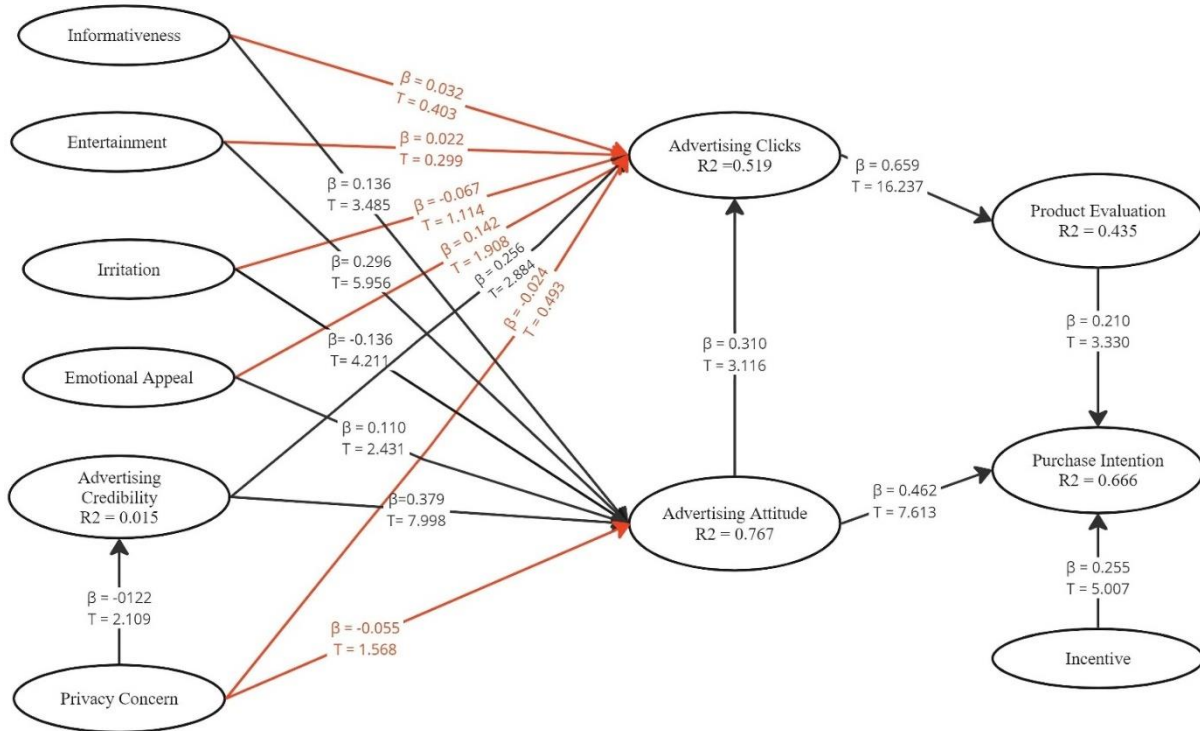 Informativeness
Entertainment
Irritation
Emotional Appeal
Advertising
Credibility
R2 = 0.015
Privacy Concern
β = -0122
T = 2.109
β = 0.032
T = 0.403
β = 0.022
T = 0.299
β = -0.067
T = 1.114
β = 0.142
T = 1.908
β = 0.256
T = 2.884
β = -0.024
T = 0.493
β = 0.136
T = 3.485
β = 0.296
T = 5.956
β= -0.136
T= 4.211
β = 0.110
T = 2.431
β=0.379
T = 7.998
β = -0.055
T = 1.568
Advertising Clicks
R2 =0.519
β = 0.310
T = 3.116
Advertising Attitude
R2 = 0.767
β = 0.659
T = 16.237
Product Evaluation
R2 = 0.435
β = 0.210
T = 3.330
Purchase Intention
R2 = 0.666
β = 0.462
T = 7.613
β = 0.255
T = 5.007
Incentive